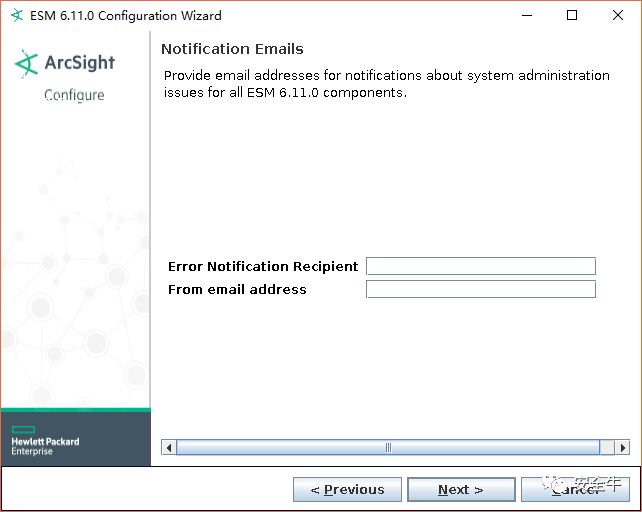 ESM 6.11.0 Configuration Wizard
ArcSight
Configure
Notification Emails
Provide email addresses for notifications about system administration
issues for all ESM 6.11.0 components.
Error Notification Recipient
From email address
Hewlett Packard
Enterprise
< Previous
Next >
Cancel
安全牛